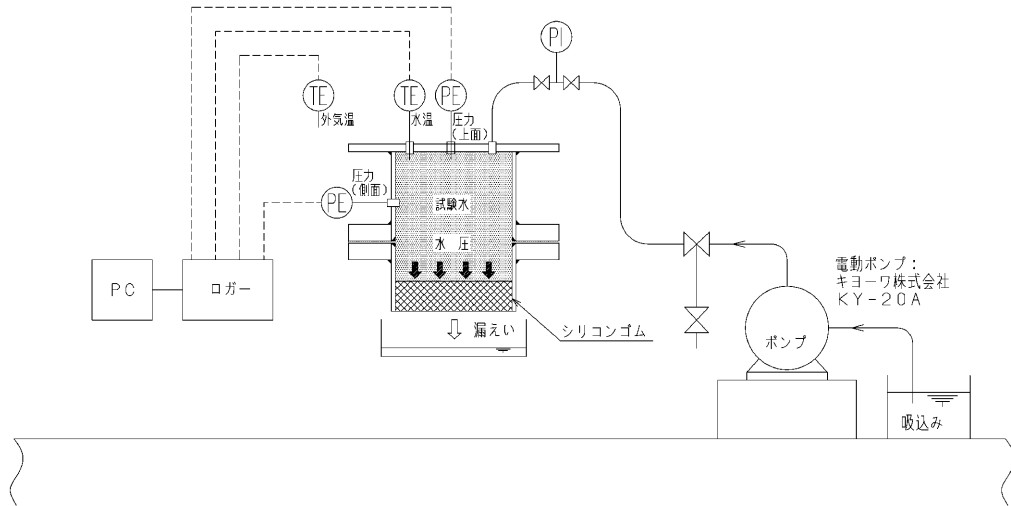 PI
TE
外気温
TE
水温
PE
圧力
(上面)
圧力
(側面)
PE
試験水
水 圧
PC
ロガー
電動ポンプ：
キヨーワ株式会社
KY-20A
漏えい
シリコンゴム
ポンプ
吸込み